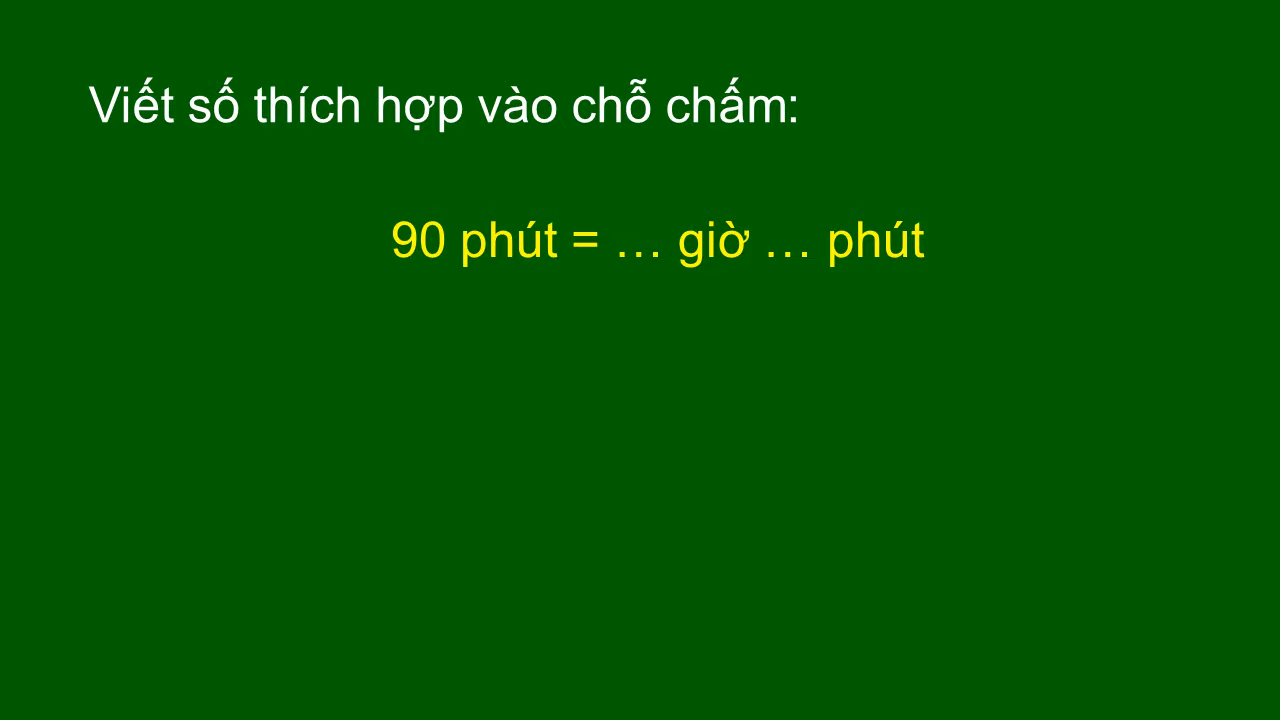 Viết số thích hợp vào chỗ chấm:
90 phút = … giờ … phút